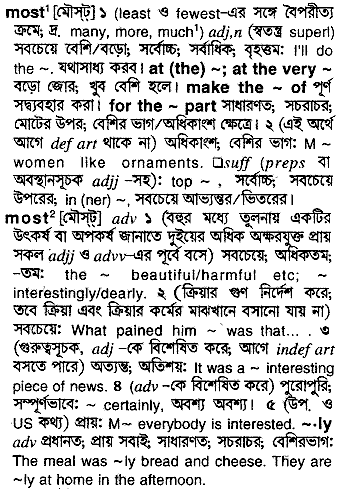 most¹ [মৌসট্] ১ (least ও fewest-এর সঙ্গে বৈপরীত্য
ক্রমে; দ্র. many, more, much¹) adj,n (স্বতন্ত্র superl)
সবচেয়ে বেশি/বড়ো; সর্বোচ্চ; সর্বাধিক; বৃহত্তম: I'll do
the ~. যথাসাধ্য করব। at (the) ~; at the very ~
বড়ো জোর; খুব বেশি হলে। make the ~ of পূর্ণ
সদ্ব্যবহার করা। for the ~ part সাধারণত; সচরাচর;
মোটের উপর; বেশির ভাগ/অধিকাংশ ক্ষেত্রে। ২ (এই অর্থে
আগে def art থাকে না) অধিকাংশ; বেশির ভাগ: M ~
women like ornaments. □suff (preps বা
অবস্থানসূচক adjj -সহ): top ~ , সর্বোচ্চ; সবচেয়ে
উপরের; in (ner) ~, সবচেয়ে আভ্যন্তর/ভিতরের।
most² [মৌসট্] adv ১ (বহুর মধ্যে তুলনায় একটির
উৎকর্ষ বা অপকর্ষ জানাতে দুইয়ের অধিক অক্ষরযুক্ত প্রায়
সকল adjj ও advv-এর পূর্বে বসে) সবচেয়ে; অধিকতম;
-তম: the ~ beautiful/harmful etc; ~
interestingly/dearly. ২ (ক্রিয়ার গুণ নির্দেশ করে;
তবে ক্রিয়া এবং ক্রিয়ার কর্মের মাঝখানে বসানো যায় না)
সবচেয়ে: What pained him ~ was that... . ৩
(গুরুত্বসূচক, adj -কে বিশেষিত করে; আগে indef art
বসতে পারে) অত্যন্ত; অতিশয়: It was a ~ interesting
piece of news. ৪ (adv -কে বিশেষিত করে) পুরোপুরি;
সম্পূর্ণভাবে: ~ certainly, অবশ্য অবশ্য। ৫ (উপ. ও
US কথ্য) প্রায়: M~ everybody is interested. ~·ly
adv প্রধানত; প্রায় সবাই; সাধারণত; সচরাচর; বেশিরভাগ:
The meal was ~ly bread and cheese. They are
~ly at home in the afternoon.